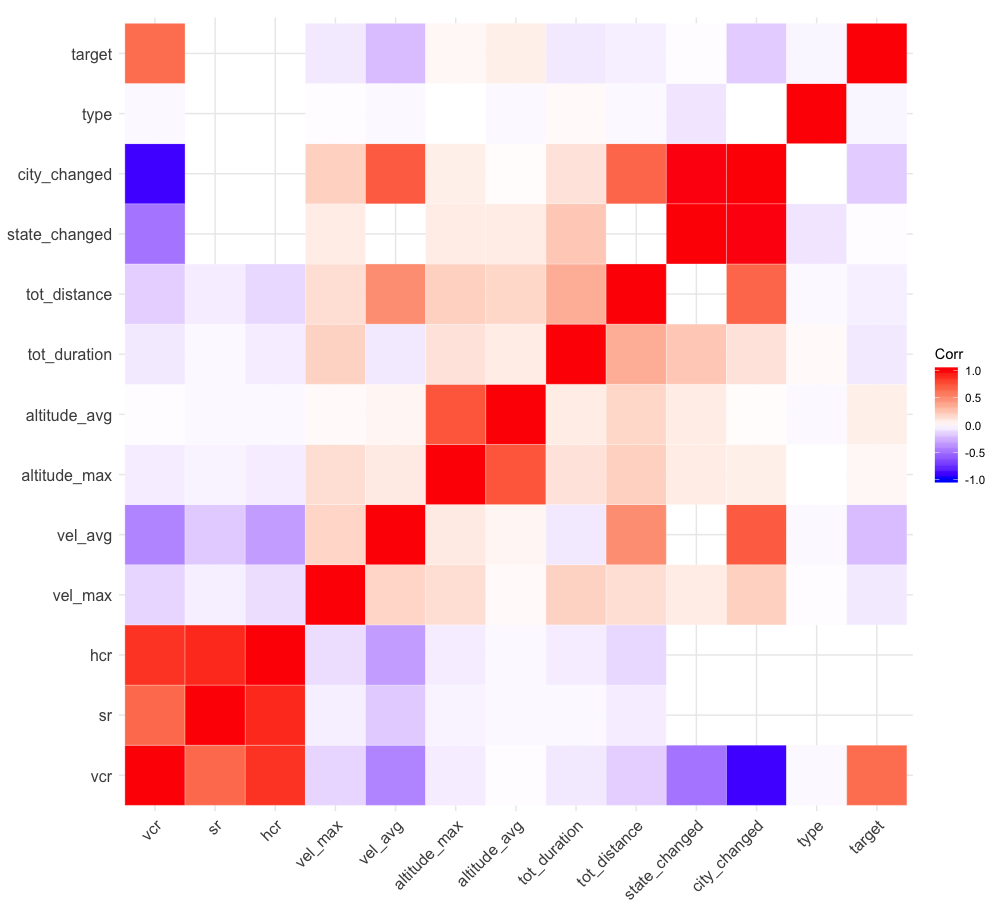 target
type
city_changed
state_changed
tot_distance
tot_duration
altitude_avg
altitude_max
vel_avg
vel_max
hcr
sr
vcr
vcr
sr
hcr
vel_max
vel_avg
altitude_max
altitude_avg
tot_duration
tot_distance
state_changed
city_changed
type
target
Corr
1.0
0.5
0.0
-0.5
-1.0